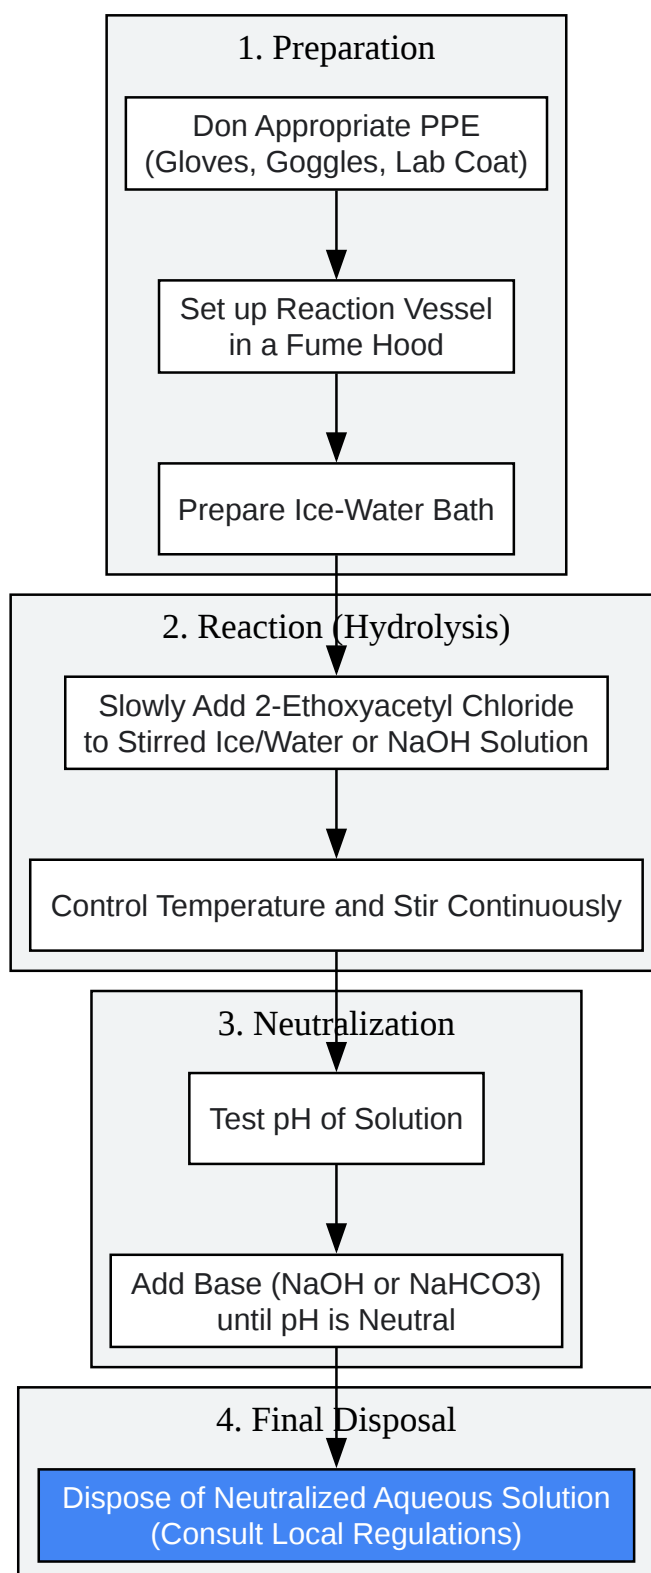 1. Preparation
Don Appropriate PPE
(Gloves, Goggles, Lab Coat)
Set up Reaction Vessel
in a Fume Hood
Prepare Ice-Water Bath
2. Reaction (Hydrolysis)
Slowly Add 2-Ethoxyacetyl Chloride
to Stirred Ice/Water or NaOH Solution
Control Temperature and Stir Continuously
3. Neutralization
Test pH of Solution
Add Base (NaOH or NaHCO3)
until pH is Neutral
4. Final Disposal
Dispose of Neutralized Aqueous Solution
(Consult Local Regulations)